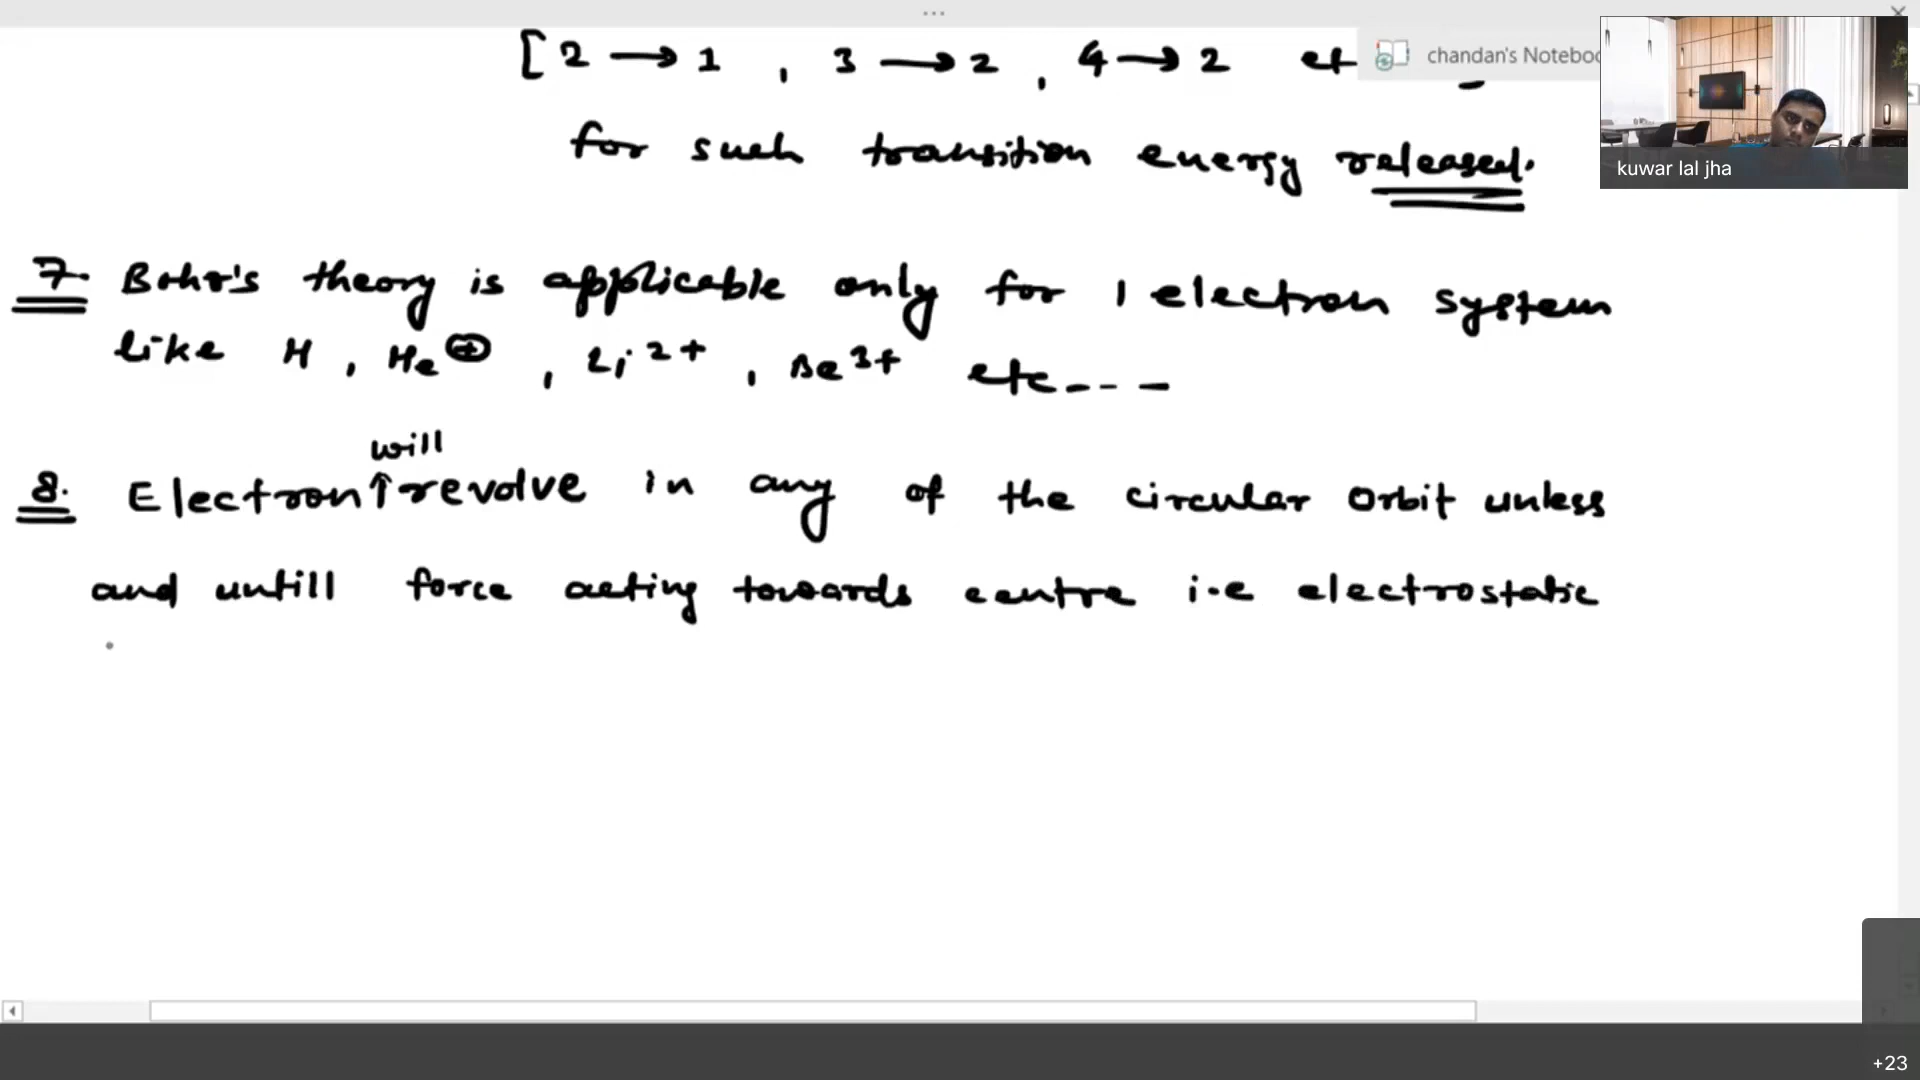 [ 2 → 1 , 3 → 2 , 4 → 2 et
chandan's Noteboo
for such transition energy released.
kuwar lal jha
7. Bohr's theory is applicable only for 1 electron system
like H , He⊕ , Li²⁺ , Be³⁺ etc----
will
8. Electron ↑ revolve in any of the circular orbit unless
and untill force acting towards centre i.e electrostatic
+23